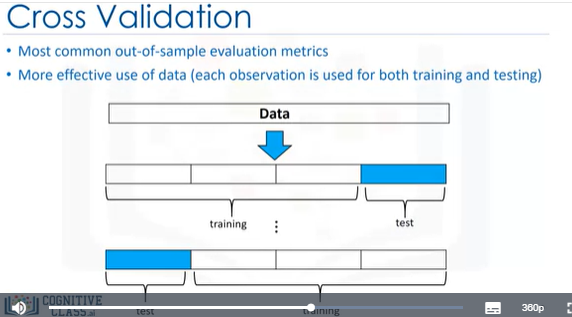 Cross Validation
• Most common out-of-sample evaluation metrics
• More effective use of data (each observation is used for both training and testing)
Data
training
test
test
training
COGNITIVE
CLASS.ai
360p